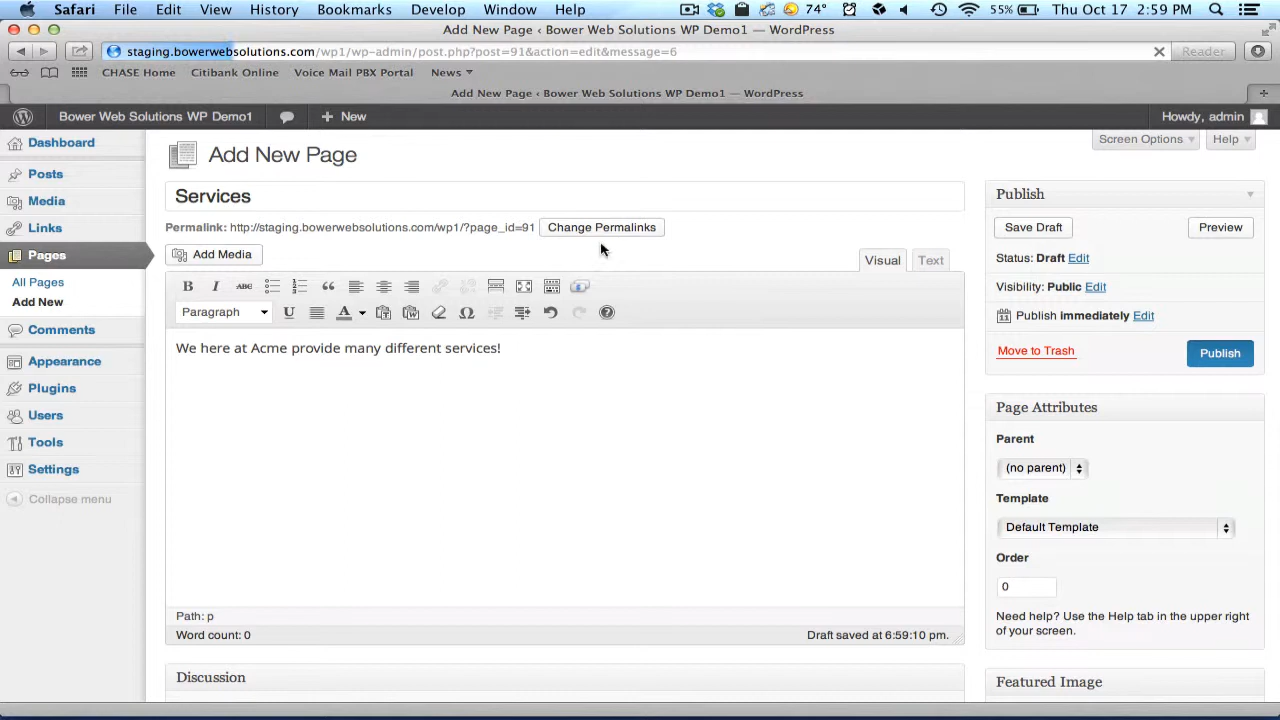 Safari File Edit View History Bookmarks Develop Window Help 74° 55% Thu Oct 17 2:59 PM
Add New Page ‹ Bower Web Solutions WP Demo1 — WordPress
staging.bowerwebsolutions.com/wp1/wp-admin/post.php?post=91&action=edit&message=6 Reader
CHASE Home Citibank Online Voice Mail PBX Portal News
Add New Page ‹ Bower Web Solutions WP Demo1 — WordPress
Bower Web Solutions WP Demo1 + New Howdy, admin
Screen Options Help
Dashboard
Posts
Media
Links
Pages
All Pages
Add New
Comments
Appearance
Plugins
Users
Tools
Settings
Collapse menu
Add New Page
Services
Permalink: http://staging.bowerwebsolutions.com/wp1/?page_id=91 Change Permalinks
Add Media Visual Text
B I ABC
Paragraph U A Ω
We here at Acme provide many different services!
Path: p
Word count: 0 Draft saved at 6:59:10 pm.
Discussion
Publish
Save Draft Preview
Status: Draft Edit
Visibility: Public Edit
Publish immediately Edit
Move to Trash Publish
Page Attributes
Parent
(no parent)
Template
Default Template
Order
0
Need help? Use the Help tab in the upper right
of your screen.
Featured Image